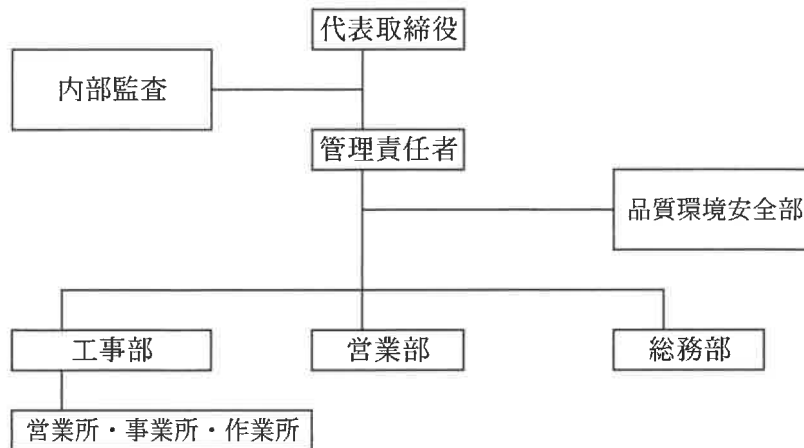 代表取締役
内部監査
管理責任者
品質環境安全部
工事部
営業部
総務部
営業所・事業所・作業所